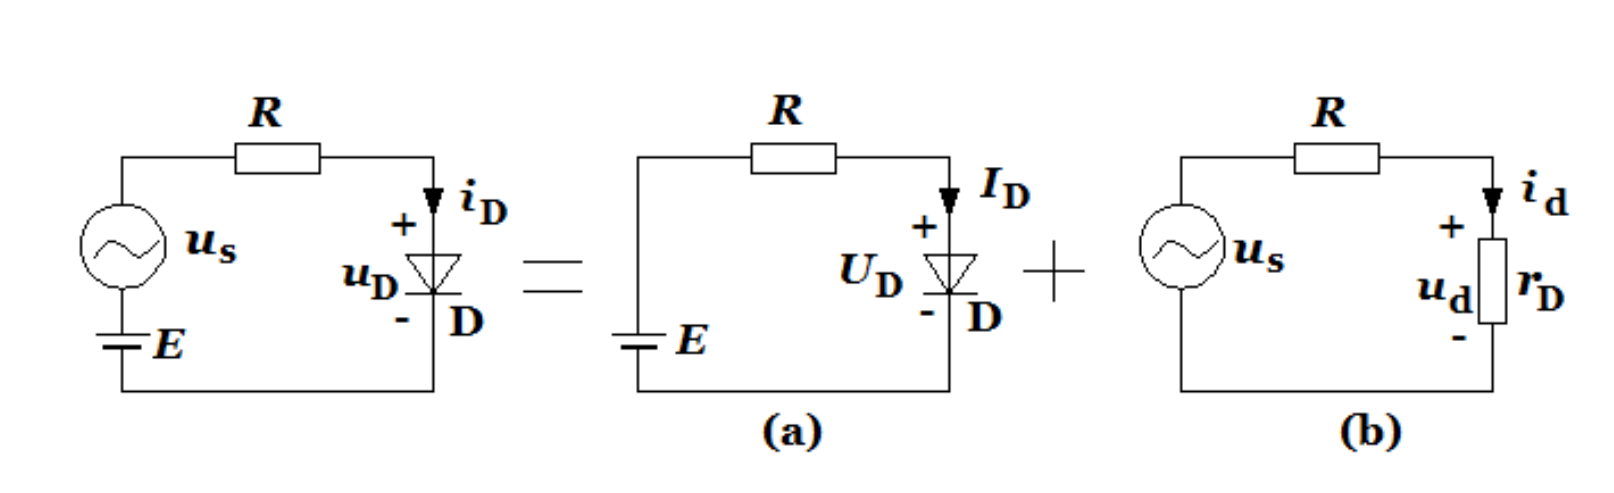 R
i_D
+
u_s
u_D
-
D
E
=
R
I_D
+
U_D
-
D
E
(a)
+
R
i_d
+
u_s
u_d
r_D
-
(b)